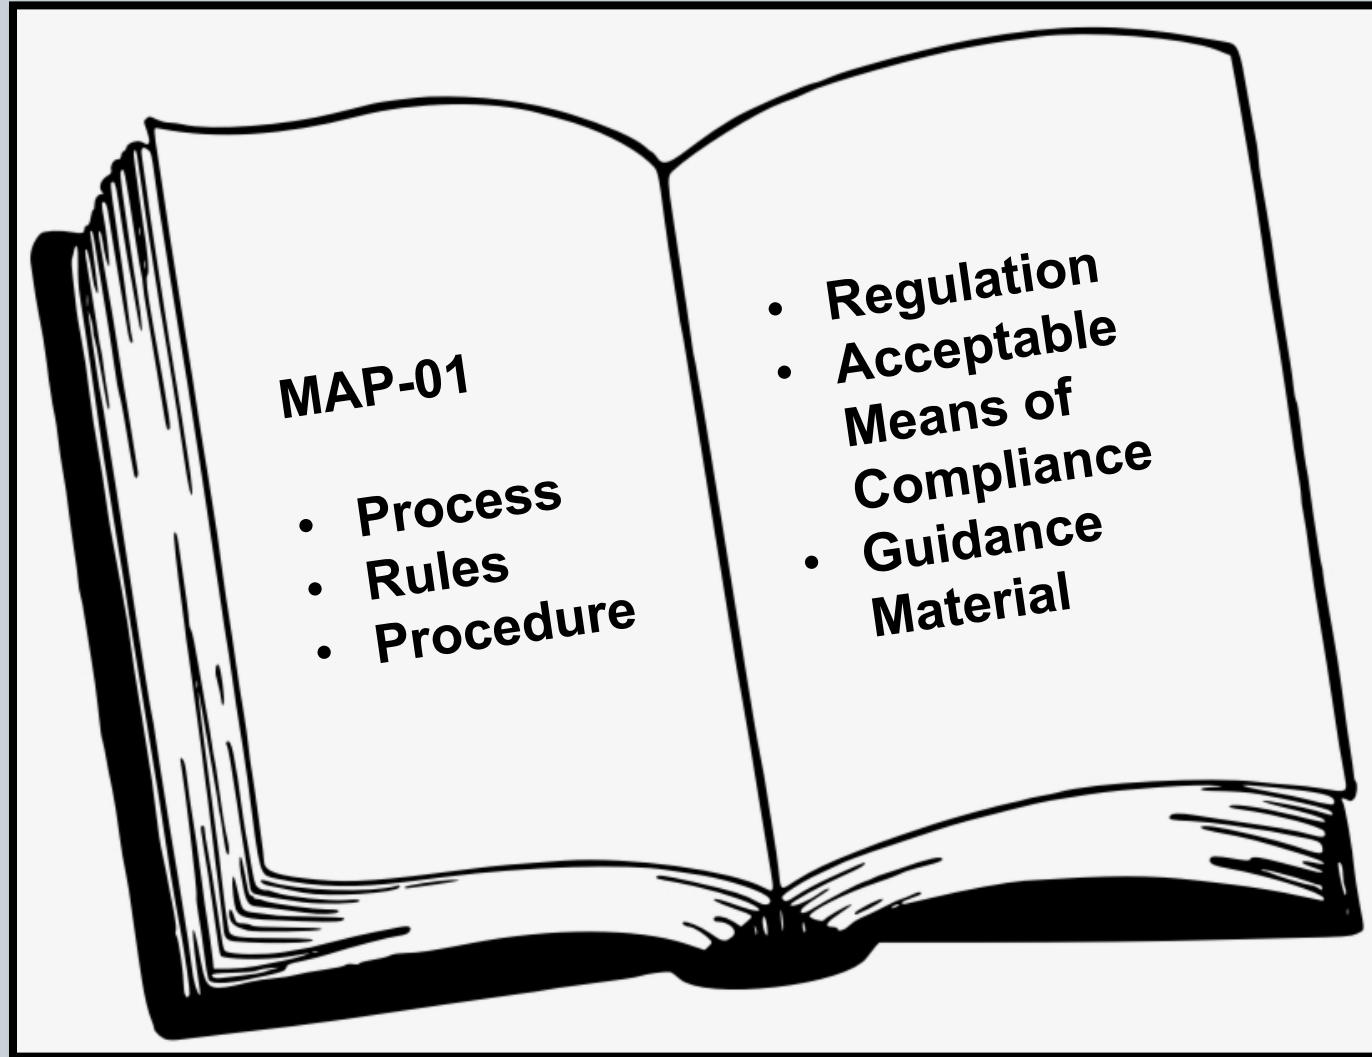 MAP-01
• Process
• Rules
• Procedure
• Regulation
• Acceptable
Means of
Compliance
• Guidance
Material